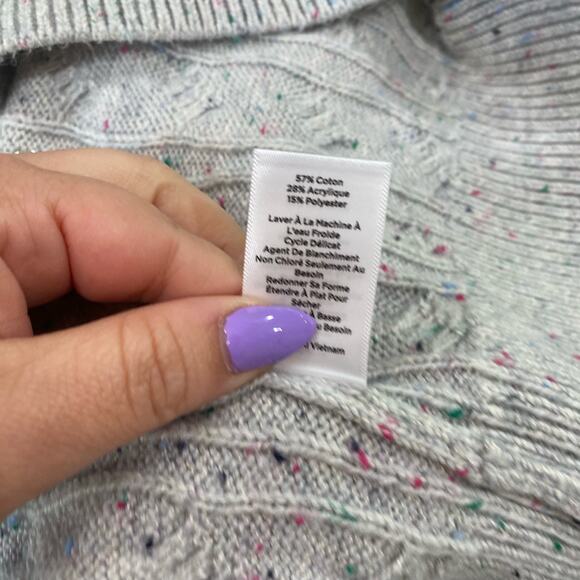 57% Coton
28% Acrylique
15% Polyester
Laver À La Machine À
L'eau Froide
Cycle Délicat
Agent De Blanchiment
Non Chloré Seulement Au
Besoin
Redonner Sa Forme
Étendre À Plat Pour
Sécher
À Basse
Besoin
Vietnam